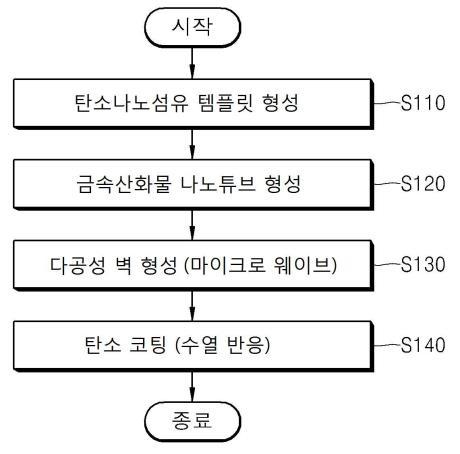 시작
탄소나노섬유 템플릿 형성 S110
금속산화물 나노튜브 형성 S120
다공성 벽 형성 (마이크로 웨이브) S130
탄소 코팅 (수열 반응) S140
종료